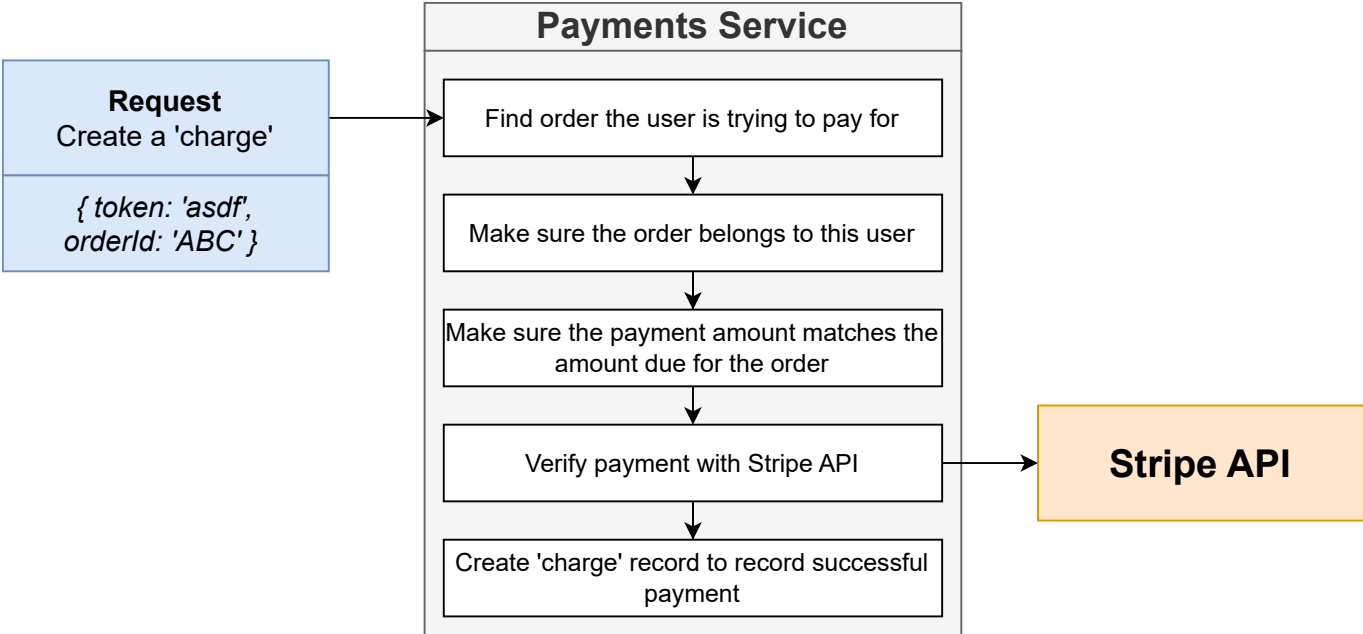 Payments Service
Request
Create a 'charge'
{ token: 'asdf',
orderId: 'ABC' }
Find order the user is trying to pay for
Make sure the order belongs to this user
Make sure the payment amount matches the
amount due for the order
Verify payment with Stripe API
Stripe API
Create 'charge' record to record successful
payment